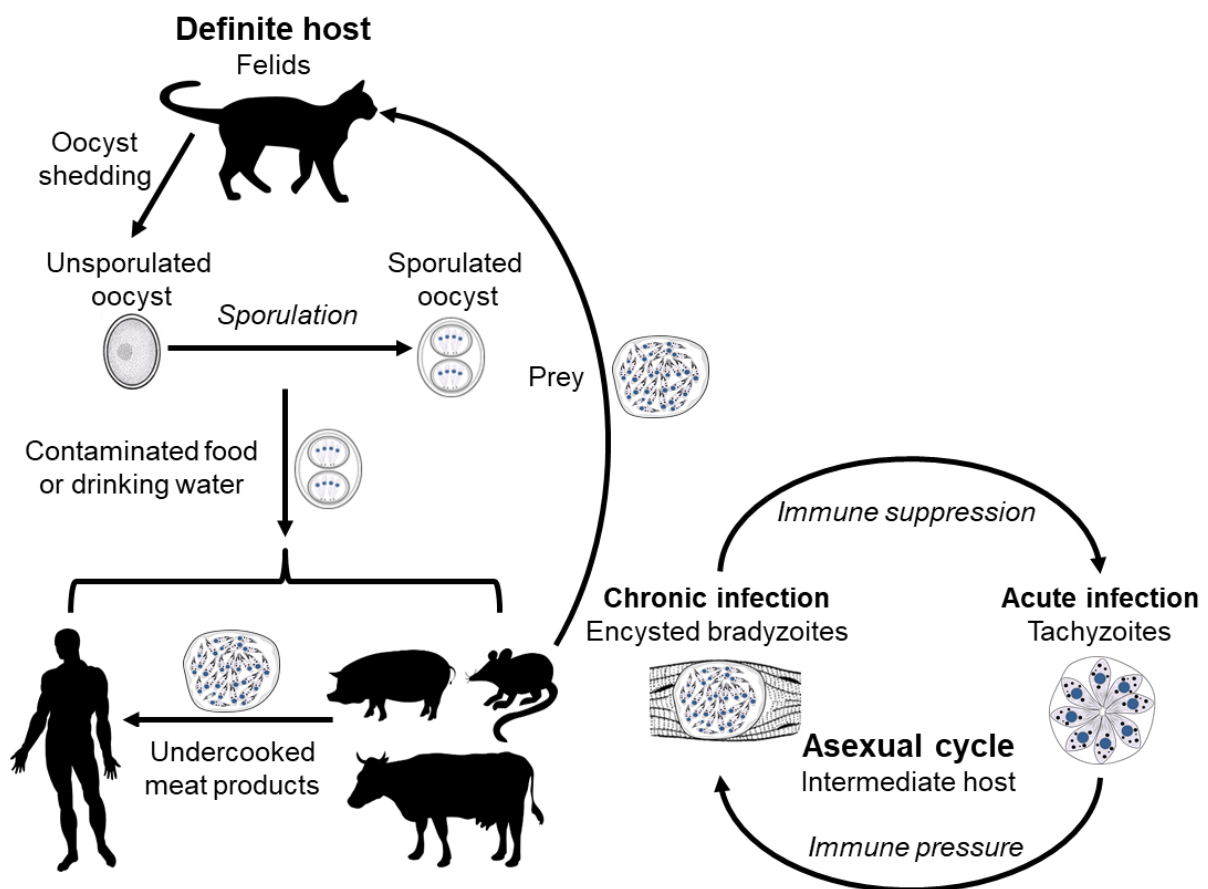 Definite host
Felids
Oocyst
shedding
Unsporulated
oocyst
Sporulation
Sporulated
oocyst
Prey
Contaminated food
or drinking water
Undercooked
meat products
Immune suppression
Chronic infection
Encysted bradyzoites
Acute infection
Tachyzoites
Asexual cycle
Intermediate host
Immune pressure